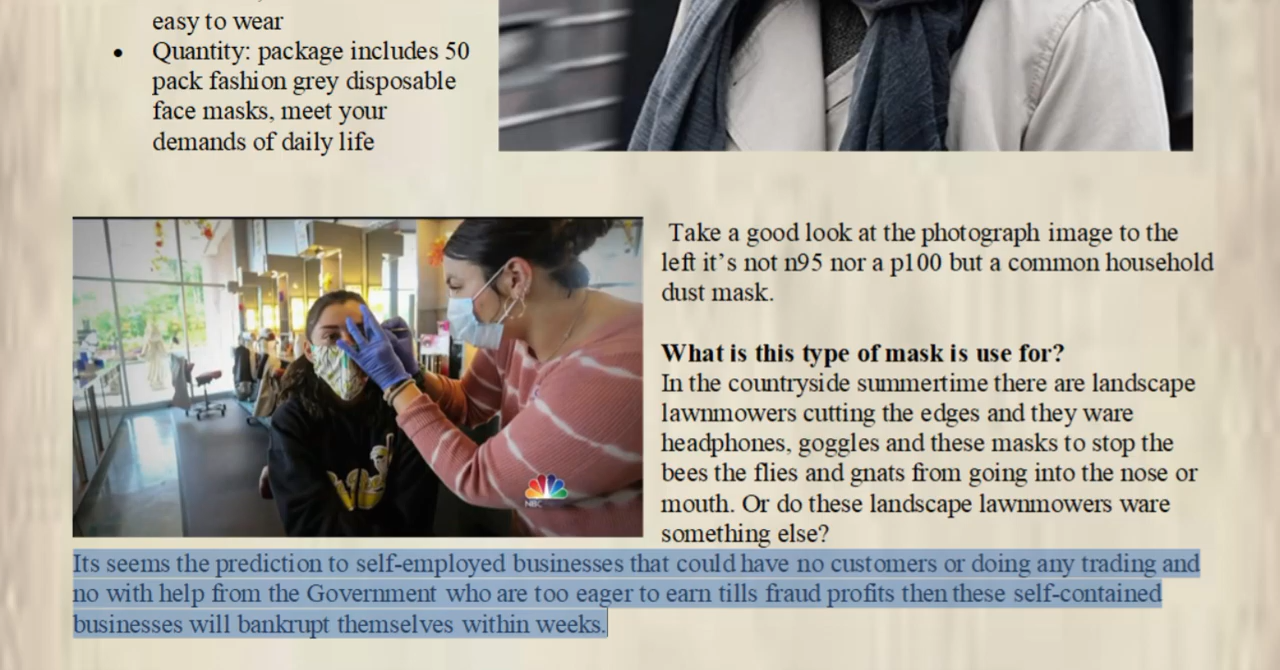 easy to wear
• Quantity: package includes 50
pack fashion grey disposable
face masks, meet your
demands of daily life
Take a good look at the photograph image to the
left it’s not n95 nor a p100 but a common household
dust mask.
What is this type of mask is use for?
In the countryside summertime there are landscape
lawnmowers cutting the edges and they ware
headphones, goggles and these masks to stop the
bees the flies and gnats from going into the nose or
mouth. Or do these landscape lawnmowers ware
something else?
NBC
Its seems the prediction to self-employed businesses that could have no customers or doing any trading and
no with help from the Government who are too eager to earn tills fraud profits then these self-contained
businesses will bankrupt themselves within weeks.